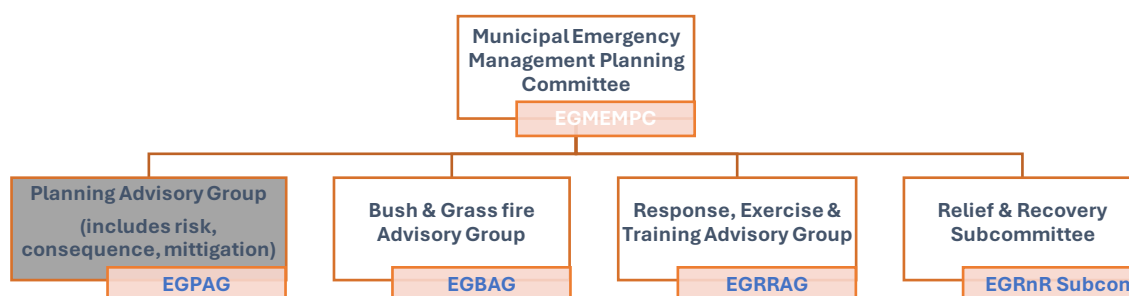 Municipal Emergency
Management Planning
Committee
EGMEMPC
Planning Advisory Group
(includes risk,
consequence, mittigation)
EGPAG
Bush & Grass fire
Advisory Group
EGBAG
Response, Exercise &
Training Advisory Group
EGRRAG
Relief & Recovery
Subcommittee
EGRnR Subcom